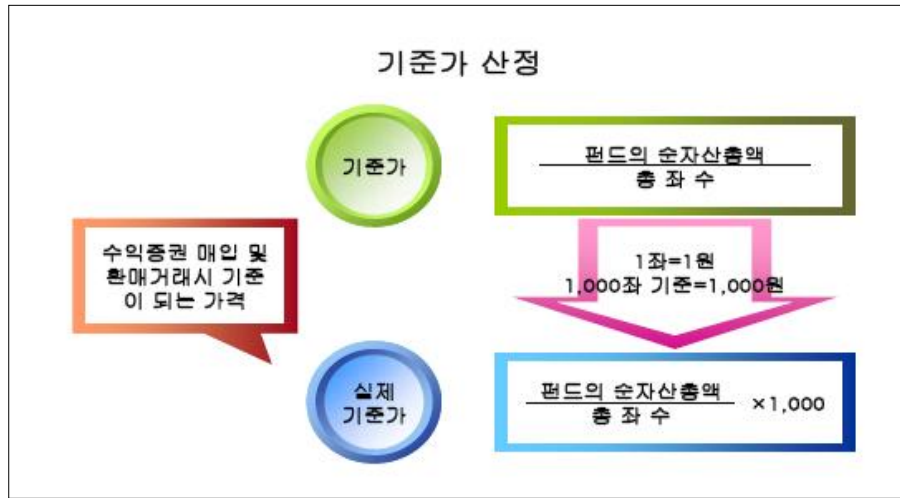 기준가 산정
기준가
펀드의 순자산총액
총 좌 수
수익증권 매입 및
환매거래시 기준
이 되는 가격
1좌=1원
1,000좌 기준=1,000원
실제
기준가
펀드의 순자산총액
총 좌 수
×1,000